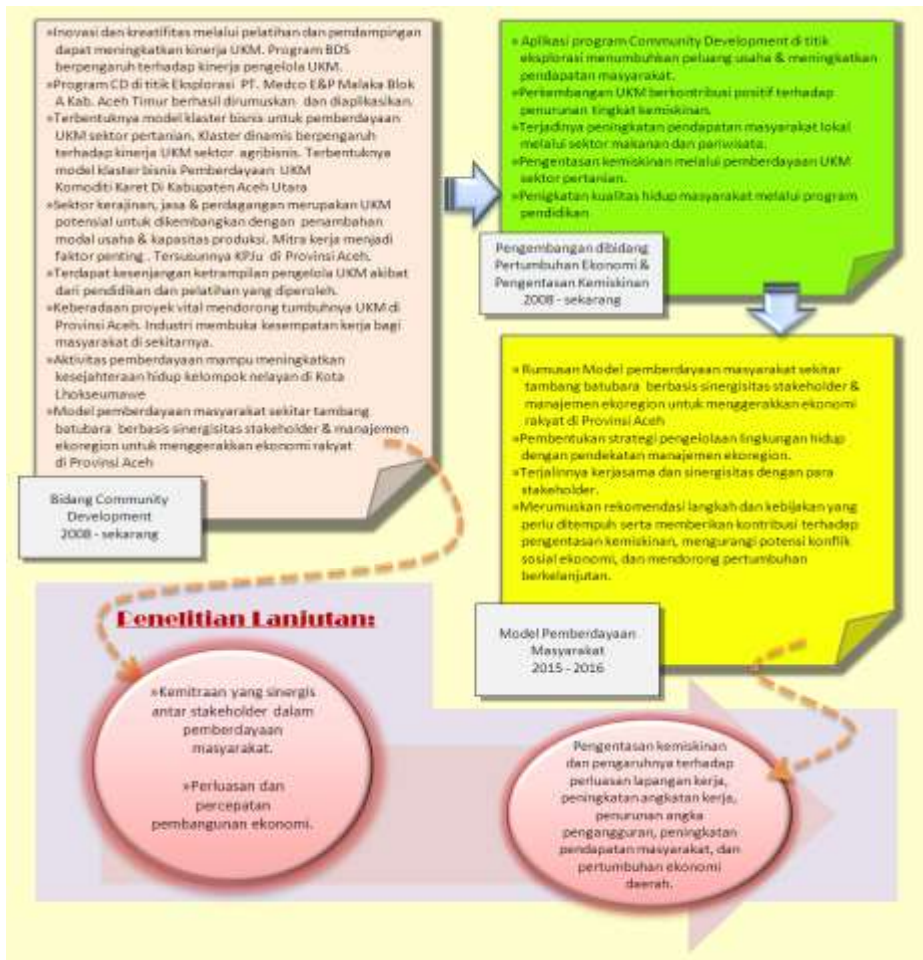 »Inovasi dan kreatifitas melalui pelatihan dan pendampingan
dapat meningkatkan kinerja UKM. Program BDS
berpengaruh terhadap kinerja pengelola UKM.
»Program CD di titik Eksplorasi PT. Medco E&P Malaka Blok
A Kab. Aceh Timur berhasil dirumuskan dan diaplikasikan.
»Terbentuknya model klaster bisnis untuk pemberdayaan
UKM sektor pertanian. Klaster dinamis berpengaruh
terhadap kinerja UKM sektor agribisnis. Terbentuknya
model klaster bisnis Pemberdayaan UKM
Komoditi Karet Di Kabupaten Aceh Utara
»Sektor kerajinan, jasa & perdagangan merupakan UKM
potensial untuk dikembangkan dengan penambahan
modal usaha & kapasitas produksi. Mitra kerja menjadi
faktor penting . Tersusunnya KPJu di Provinsi Aceh.
»Terdapat kesenjangan ketrampilan pengelola UKM akibat
dari pendidikan dan pelatihan yang diperoleh.
»Keberadaan proyek vital mendorong tumbuhnya UKM di
Provinsi Aceh. Industri membuka kesempatan kerja bagi
masyarakat di sekitarnya.
»Aktivitas pemberdayaan mampu meningkatkan
kesejahteraan hidup kelompok nelayan di Kota
Lhokseumawe
»Model pemberdayaan masyarakat sekitar tambang
batubara berbasis sinergisitas stakeholder & manajemen
ekoregion untuk menggerakkan ekonomi rakyat
di Provinsi Aceh
Bidang Community
Development
2008 - sekarang
» Aplikasi program Community Development di titik
eksplorasi menumbuhkan peluang usaha & meningkatkan
pendapatan masyarakat.
»Perkembangan UKM berkontribusi positif terhadap
penurunan tingkat kemiskinan.
»Terjadinya peningkatan pendapatan masyarakat lokal
melalui sektor makanan dan pariwisata.
»Pengentasan kemiskinan melalui pemberdayaan UKM
sektor pertanian.
»Penigkatan kualitas hidup masyarakat melalui program
pendidikan
Pengembangan dibidang
Pertumbuhan Ekonomi &
Pengentasan Kemiskinan
2008 - sekarang
» Rumusan Model pemberdayaan masyarakat sekitar
tambang batubara berbasis sinergisitas stakeholder &
manajemen ekoregion untuk menggerakkan ekonomi
rakyat di Provinsi Aceh
»Pembentukan strategi pengelolaan lingkungan hidup
dengan pendekatan manajemen ekoregion.
»Terjalinnya kerjasama dan sinergisitas dengan para
stakeholder.
»Merumuskan rekomendasi langkah dan kebijakan yang
perlu ditempuh serta memberikan kontribusi terhadap
pengentasan kemiskinan, mengurangi potensi konflik
sosial ekonomi, dan mendorong pertumbuhan
berkelanjutan.
Model Pemberdayaan
Masyarakat
2015 - 2016
Penelitian Lanjutan:
»Kemitraan yang sinergis
antar stakeholder dalam
pemberdayaan
masyarakat.
»Perluasan dan
percepatan
pembangunan ekonomi.
Pengentasan kemiskinan
dan pengaruhnya terhadap
perluasan lapangan kerja,
peningkatan angkatan kerja,
penurunan angka
pengangguran, peningkatan
pendapatan masyarakat, dan
pertumbuhan ekonomi
daerah.